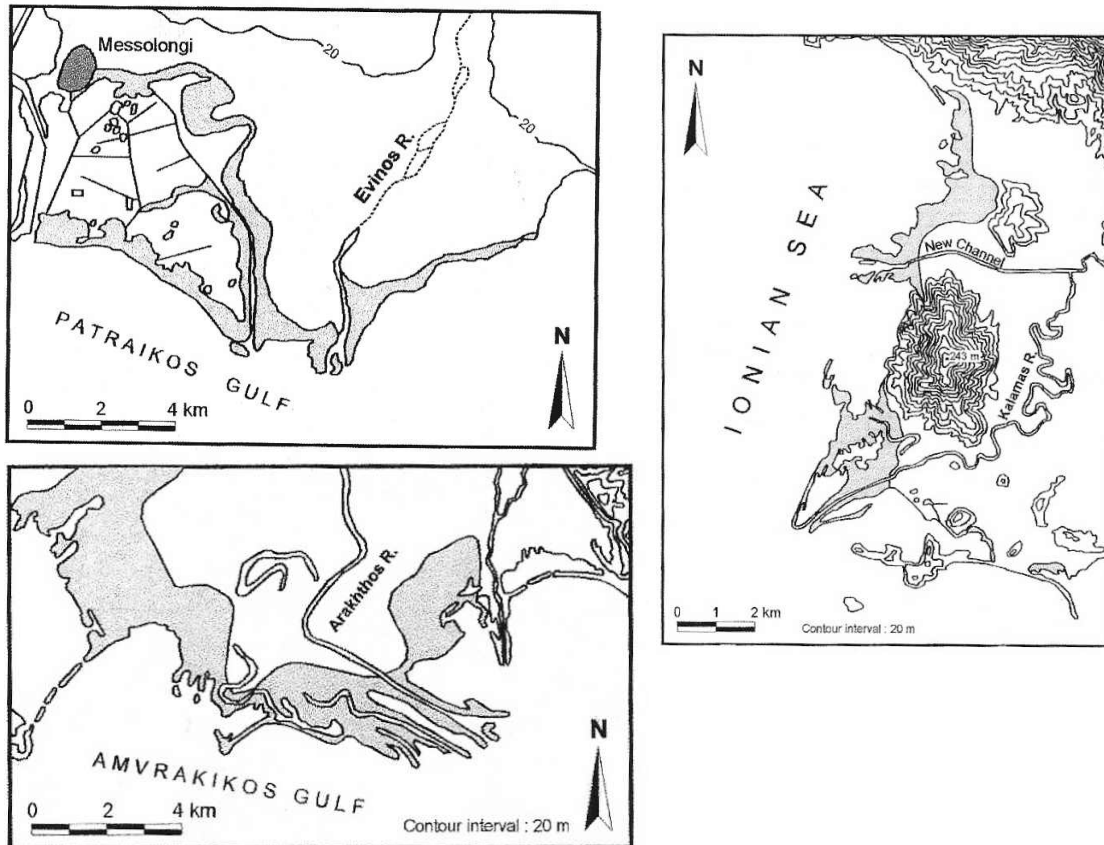 Messolongi
20
20
Evinos R.
PATRAIKOS GULF
N
0 2 4 km
N
IONIAN SEA
New Channel
243 m
Kalamas R.
0 1 2 km
Contour interval : 20 m
Arakhthos R.
AMVRAKIKOS GULF
N
0 2 4 km
Contour interval : 20 m